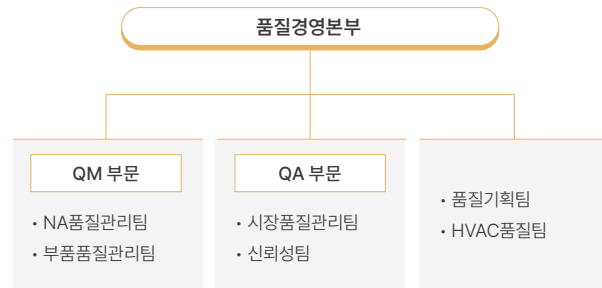 품질경영본부
QM 부문
• NA품질관리팀
• 부품품질관리팀
QA 부문
• 시장품질관리팀
• 신뢰성팀
• 품질기획팀
• HVAC품질팀